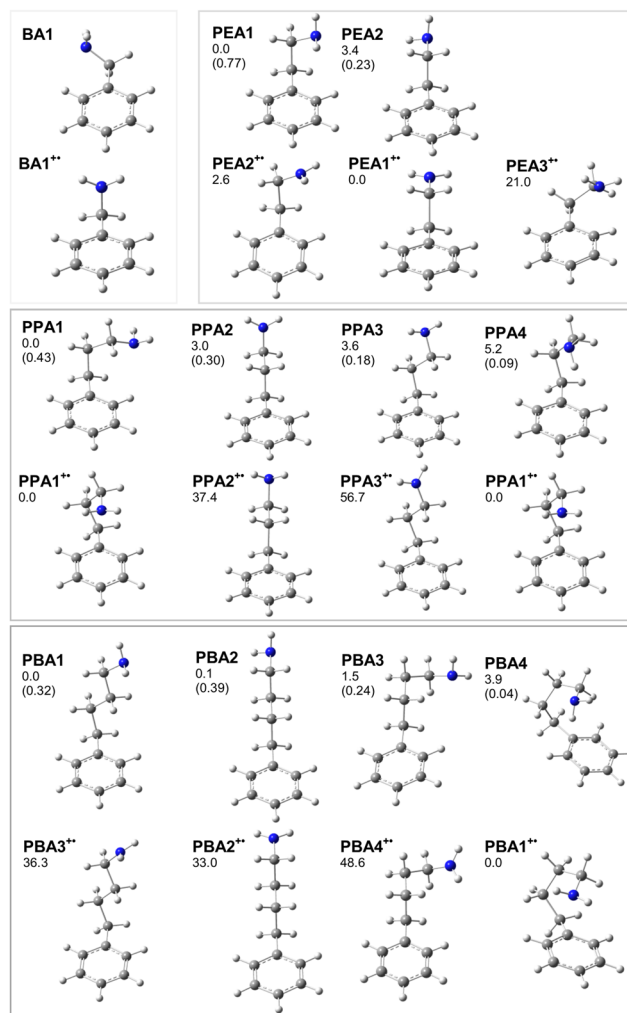 BA1
BA1+•
PEA1
0.0
(0.77)
PEA2
3.4
(0.23)
PEA2+•
2.6
PEA1+•
0.0
PEA3+•
21.0
PPA1
0.0
(0.43)
PPA2
3.0
(0.30)
PPA3
3.6
(0.18)
PPA4
5.2
(0.09)
PPA1+•
0.0
PPA2+•
37.4
PPA3+•
56.7
PPA1+•
0.0
PBA1
0.0
(0.32)
PBA2
0.1
(0.39)
PBA3
1.5
(0.24)
PBA4
3.9
(0.04)
PBA3+•
36.3
PBA2+•
33.0
PBA4+•
48.6
PBA1+•
0.0